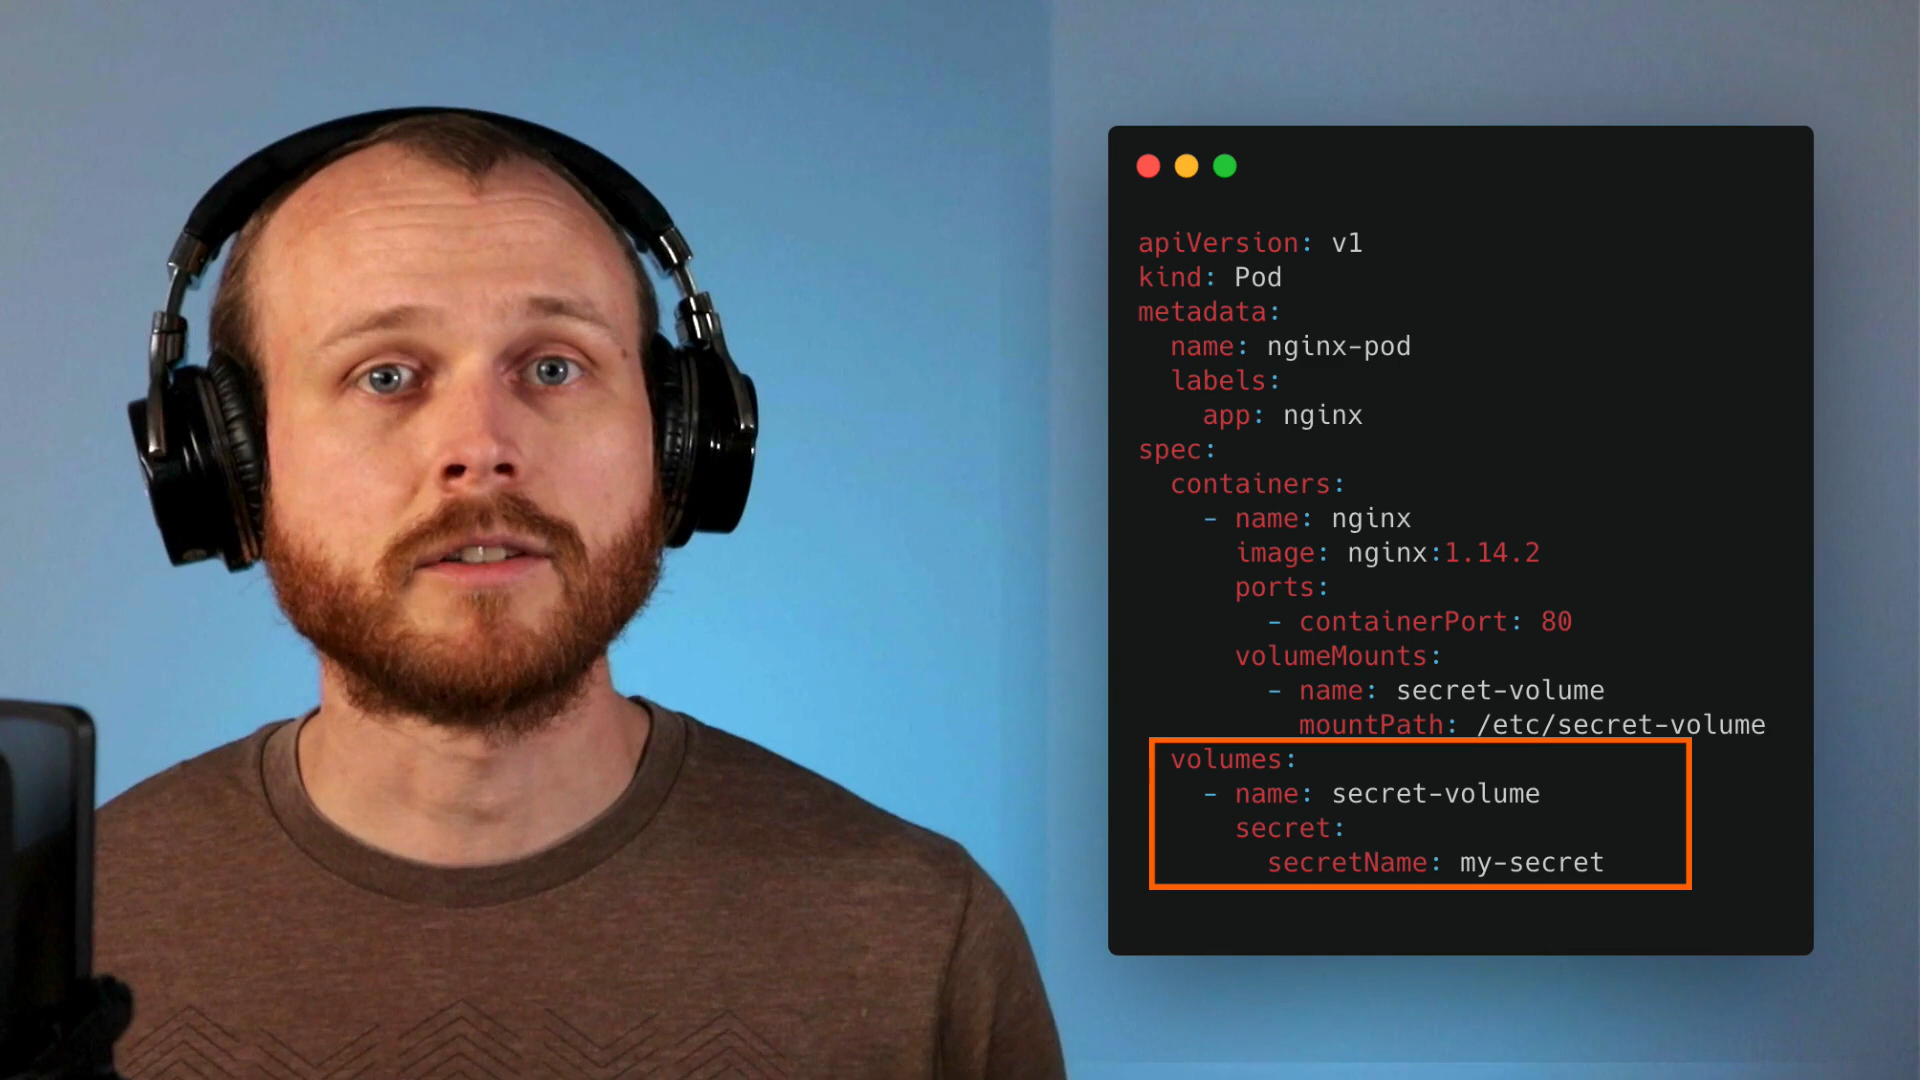 apiVersion: v1
kind: Pod
metadata:
  name: nginx-pod
  labels:
    app: nginx
spec:
  containers:
    - name: nginx
      image: nginx:1.14.2
      ports:
        - containerPort: 80
      volumeMounts:
        - name: secret-volume
          mountPath: /etc/secret-volume
  volumes:
    - name: secret-volume
      secret:
        secretName: my-secret